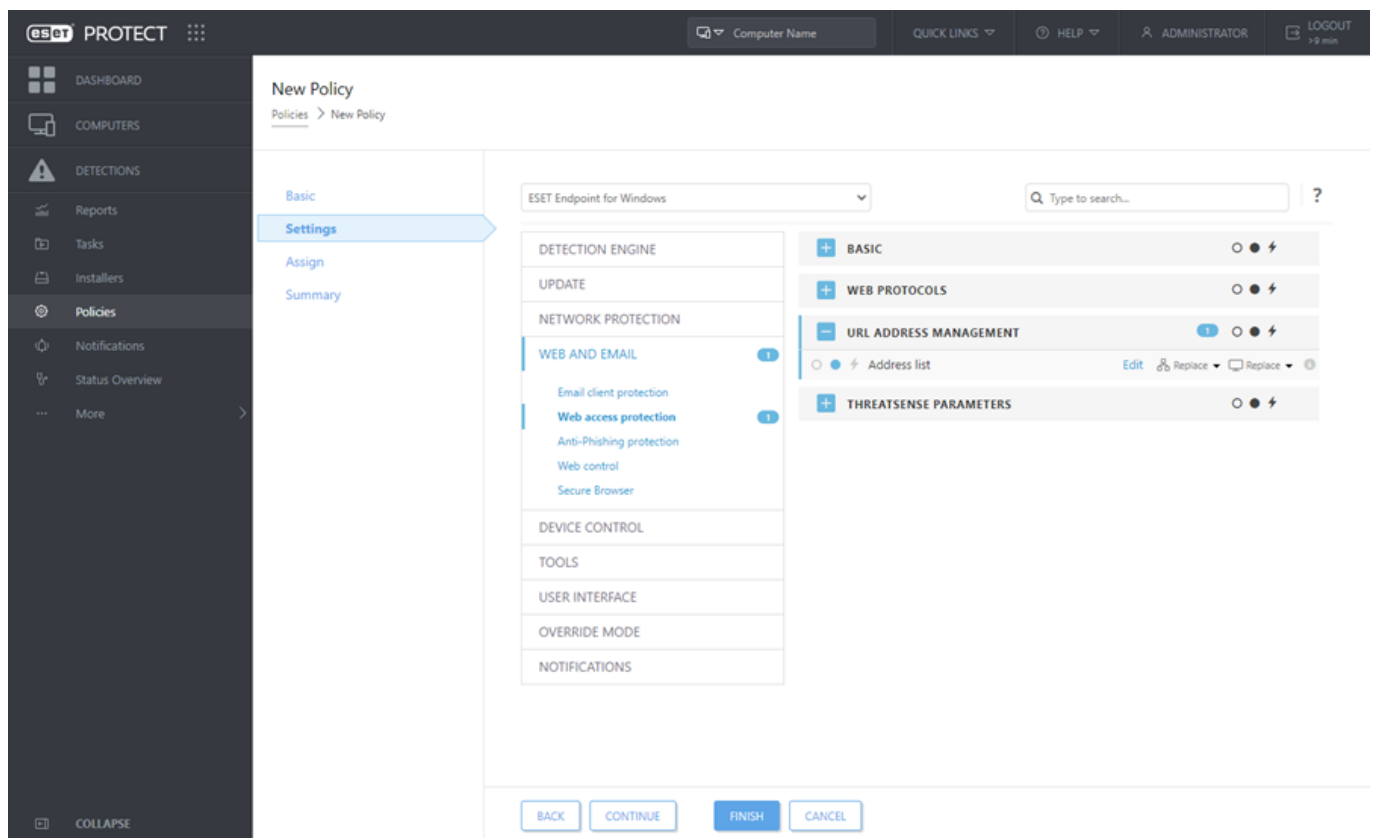 eset PROTECT
Computer Name
QUICK LINKS
HELP
ADMINISTRATOR
LOGOUT
>9 min
DASHBOARD
COMPUTERS
DETECTIONS
Reports
Tasks
Installers
Policies
Notifications
Status Overview
More
COLLAPSE
New Policy
Policies > New Policy
Basic
Settings
Assign
Summary
ESET Endpoint for Windows
Type to search...
?
DETECTION ENGINE
UPDATE
NETWORK PROTECTION
WEB AND EMAIL 1
Email client protection
Web access protection 1
Anti-Phishing protection
Web control
Secure Browser
DEVICE CONTROL
TOOLS
USER INTERFACE
OVERRIDE MODE
NOTIFICATIONS
BASIC
WEB PROTOCOLS
URL ADDRESS MANAGEMENT 1
Address list Edit Replace Replace
THREATSENSE PARAMETERS
BACK CONTINUE FINISH CANCEL